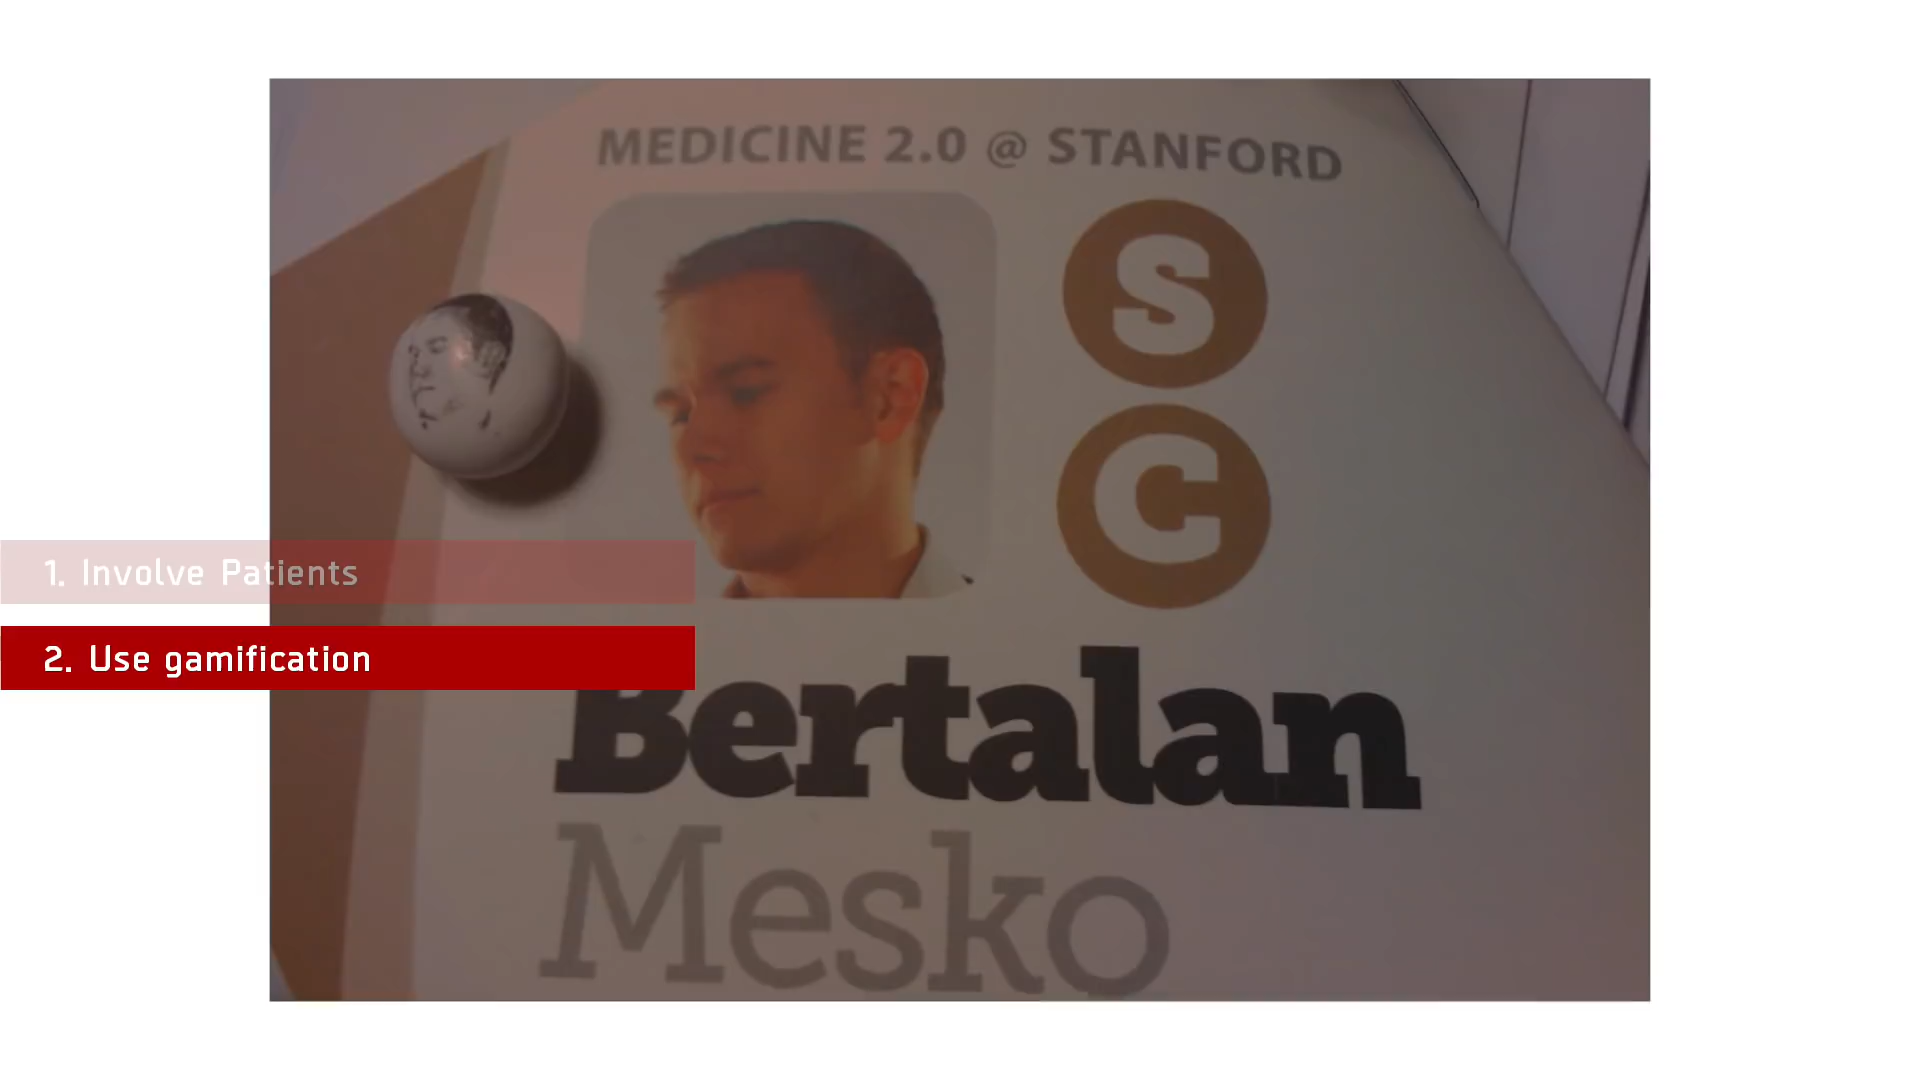 MEDICINE 2.0 @ STANFORD
S
C
1. Involve Patients
2. Use gamification
Bertalan
Mesko